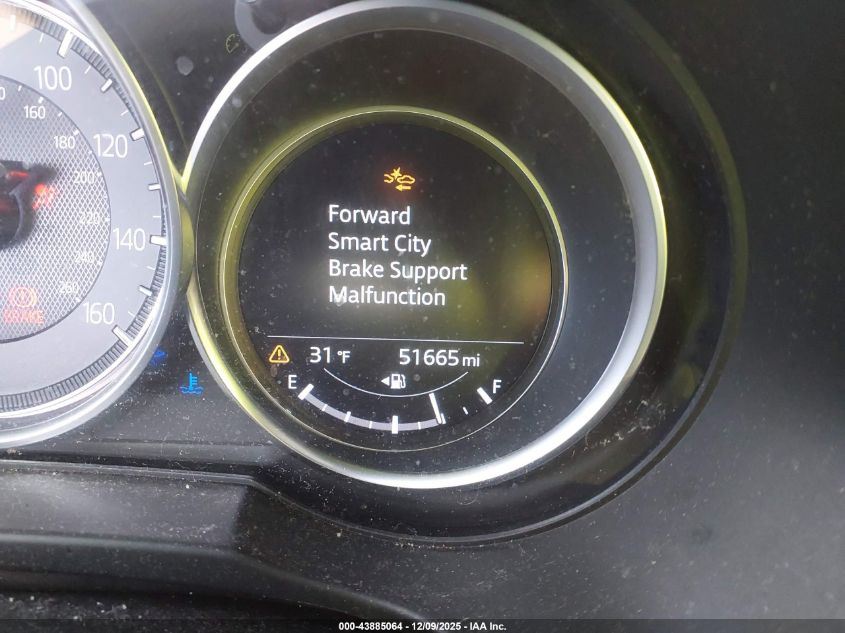 100
120
140
160
160
180
200
220
240
260
BRAKE
Forward
Smart City
Brake Support
Malfunction
31 °F 51665 mi
E F
000-43885064 - 12/09/2025 - IAA Inc.